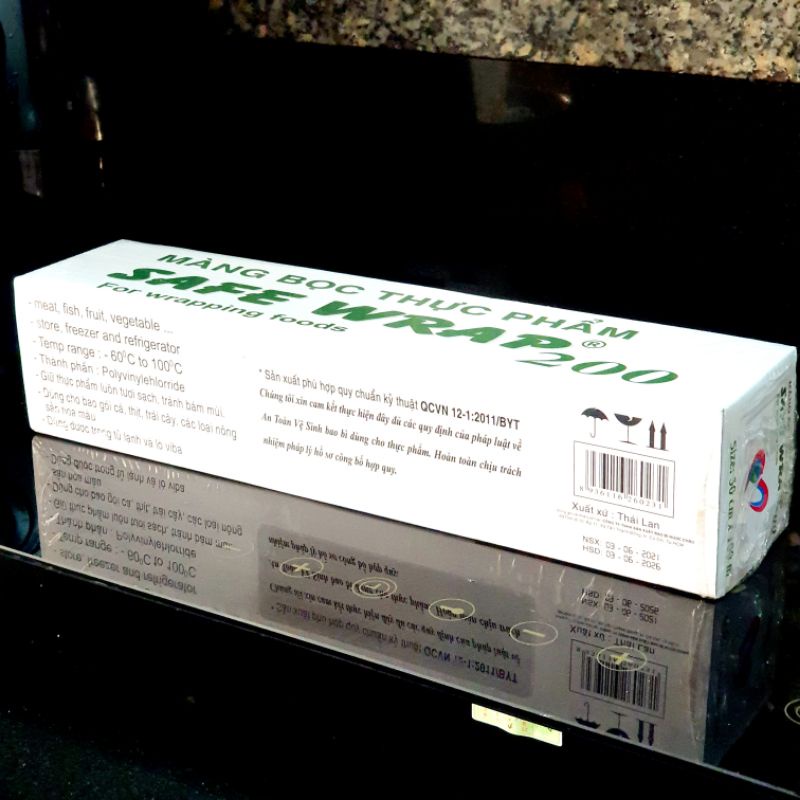 MÀNG BỌC THỰC PHẨM
SAFE WRAP® 200
For wrapping foods
- meat, fish, fruit, vegetable ...
- store, freezer and refrigerator
- Temp range : - 60⁰C to 100⁰C
- Thành phần : Polyvinylehlorride
- Giữ thực phẩm luôn tươi sạch, tránh bám mùi.
- Dùng cho bao gói cá, thịt, trái cây, các loại nông
sản hoa màu
- Dùng được trong tủ lạnh và lò viba
* Sản xuất phù hợp quy chuẩn kỹ thuật QCVN 12-1:2011/BYT
Chúng tôi xin cam kết thực hiện đầy đủ các quy định của pháp luật về
An Toàn Vệ Sinh bao bì dùng cho thực phẩm. Hoàn toàn chịu trách
nhiệm pháp lý hồ sơ công bố hợp quy.
8 936116 260231
Xuất xứ : Thái Lan
NSX 03 - 06 - 2021
HSD 03 - 06 - 2026